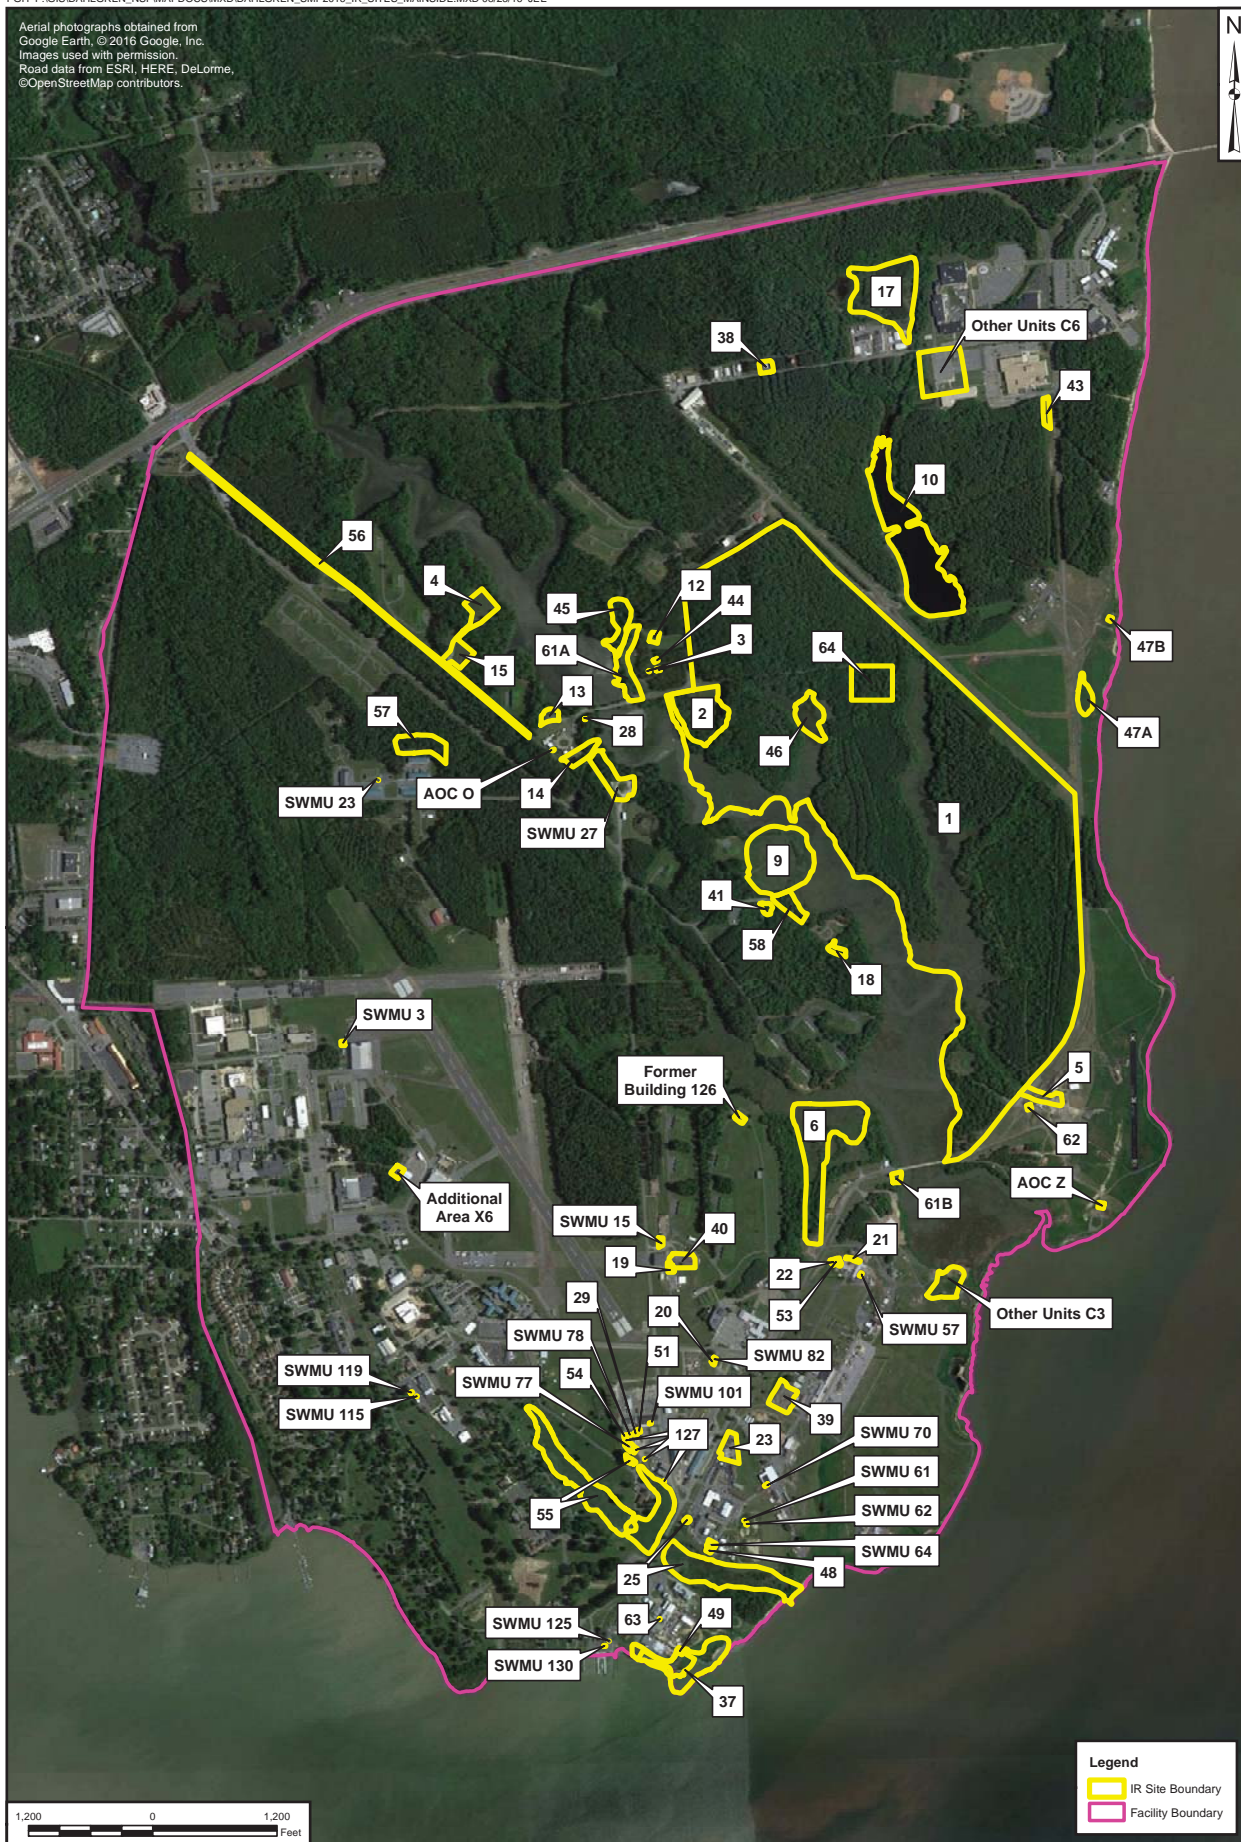 Aerial photographs obtained from
Google Earth, © 2016 Google, Inc.
Images used with permission.
Road data from ESRI, HERE, DeLorme,
©OpenStreetMap contributors.
N
17
Other Units C6
38
43
10
56
4
12
44
45
3
47B
61A
64
15
13
57
2
28
47A
46
AOC O
14
SWMU 23
1
SWMU 27
9
41
58
18
SWMU 3
Former
Building 126
5
6
62
AOC Z
61B
Additional
Area X6
SWMU 15
40
21
19
22
29
20
53
Other Units C3
SWMU 57
SWMU 78
51
SWMU 82
SWMU 119
54
SWMU 77
SWMU 101
SWMU 115
39
127
23
SWMU 70
SWMU 61
55
SWMU 62
SWMU 64
25
48
63
49
SWMU 125
SWMU 130
37
Legend
IR Site Boundary
Facility Boundary
1,200
0
1,200
Feet